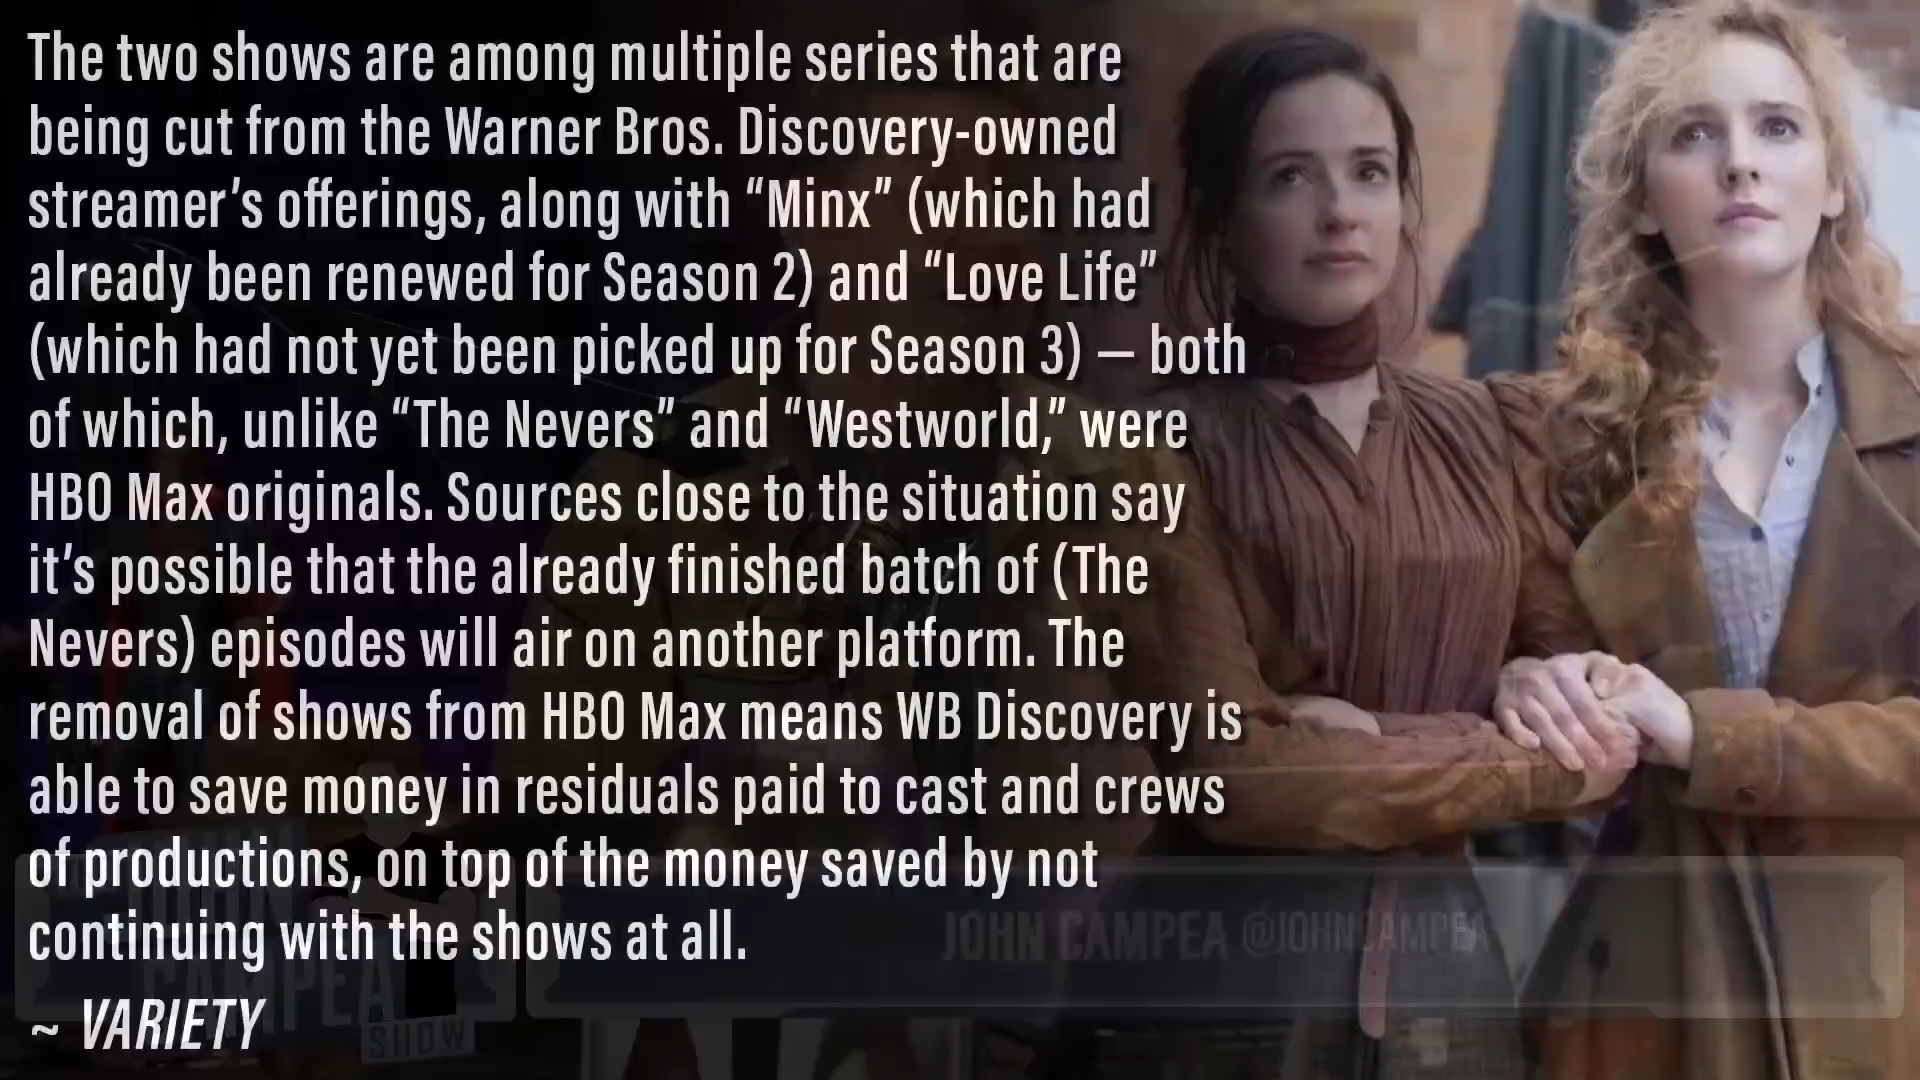 The two shows are among multiple series that are
being cut from the Warner Bros. Discovery-owned
streamer’s offerings, along with “Minx” (which had
already been renewed for Season 2) and “Love Life”
(which had not yet been picked up for Season 3) — both
of which, unlike “The Nevers” and “Westworld,” were
HBO Max originals. Sources close to the situation say
it’s possible that the already finished batch of (The
Nevers) episodes will air on another platform. The
removal of shows from HBO Max means WB Discovery is
able to save money in residuals paid to cast and crews
of productions, on top of the money saved by not
continuing with the shows at all.
~ VARIETY
JOHN CAMPEA @JOHNCAMPEA
JOHN
CAMPEA
SHOW